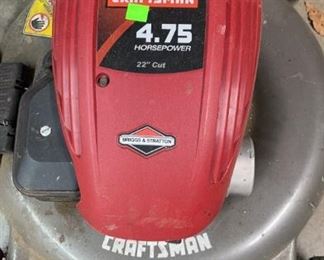 CRAFTSMAN
4.75
HORSEPOWER
22" Cut
BRIGGS & STRATTON
CRAFTSMAN